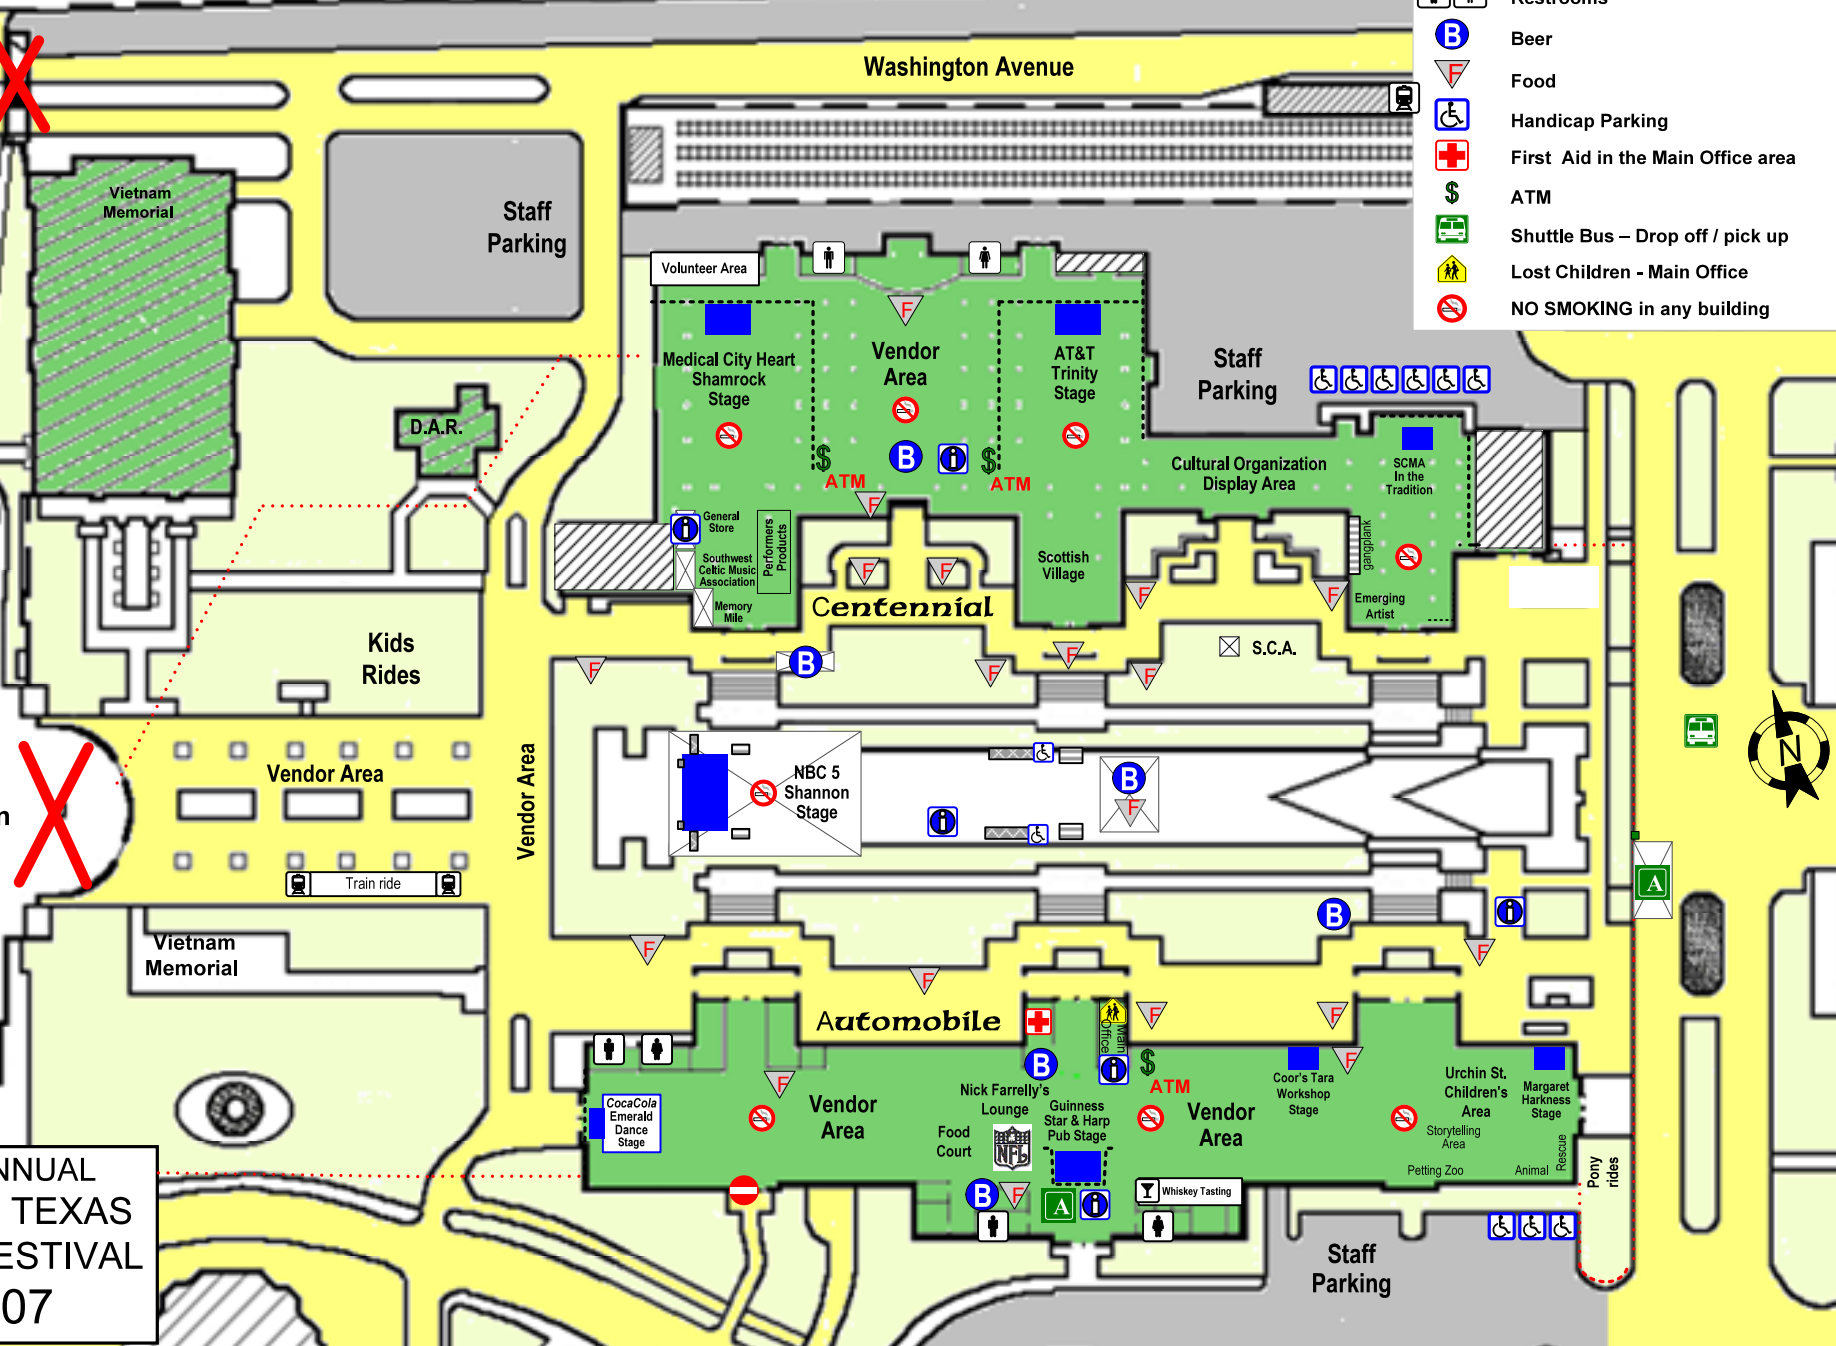 Restrooms
B
Beer
F
Food
Handicap Parking
First Aid in the Main Office area
$
ATM
Shuttle Bus – Drop off / pick up
Lost Children - Main Office
NO SMOKING in any building
Washington Avenue
Vietnam
Memorial
Staff
Parking
Volunteer Area
F
Medical City Heart
Shamrock
Stage
Vendor
Area
AT&T
Trinity
Stage
Staff
Parking
D.A.R.
$
ATM
B
i
$
ATM
F
Cultural Organization
Display Area
SCMA
In the
Tradition
i
General
Store
Performers
Products
Southwest
Celtic Music
Association
Memory
Mile
F
F
Scottish
Village
F
F
gangplank
Emerging
Artist
Centennial
Kids
Rides
F
B
F
F
F
S.C.A.
Vendor Area
Vendor Area
NBC 5
Shannon
Stage
i
B
F
N
n
Train ride
A
Vietnam
Memorial
F
F
B
i
F
Automobile
Main
Office
F
F
B
i
$
ATM
F
Nick Farrelly's
Lounge
Guinness
Star & Harp
Pub Stage
Coor's Tara
Workshop
Stage
F
Urchin St.
Children's
Area
Margaret
Harkness
Stage
CocaCola
Emerald
Dance
Stage
Vendor
Area
Food
Court
NFL
Vendor
Area
Storytelling
Area
Petting Zoo
Animal
Rescue
Pony
rides
B
F
A
i
Whiskey Tasting
Staff
Parking
NNUAL
TEXAS
ESTIVAL
07